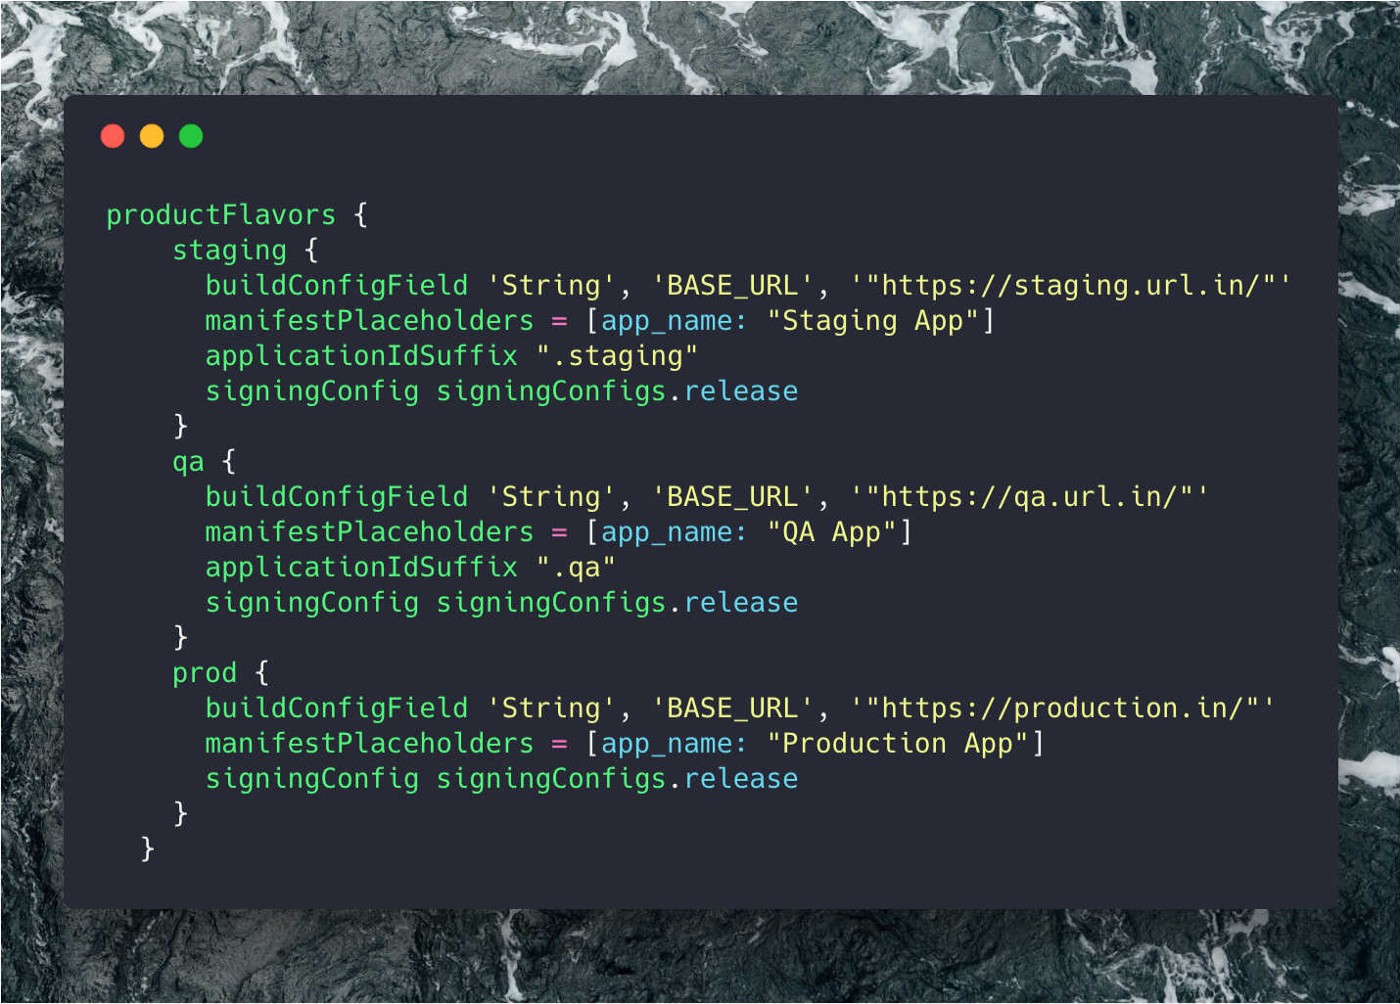 productFlavors {
    staging {
      buildConfigField 'String', 'BASE_URL', '"https://staging.url.in/"'
      manifestPlaceholders = [app_name: "Staging App"]
      applicationIdSuffix ".staging"
      signingConfig signingConfigs.release
    }
    qa {
      buildConfigField 'String', 'BASE_URL', '"https://qa.url.in/"'
      manifestPlaceholders = [app_name: "QA App"]
      applicationIdSuffix ".qa"
      signingConfig signingConfigs.release
    }
    prod {
      buildConfigField 'String', 'BASE_URL', '"https://production.in/"'
      manifestPlaceholders = [app_name: "Production App"]
      signingConfig signingConfigs.release
    }
  }